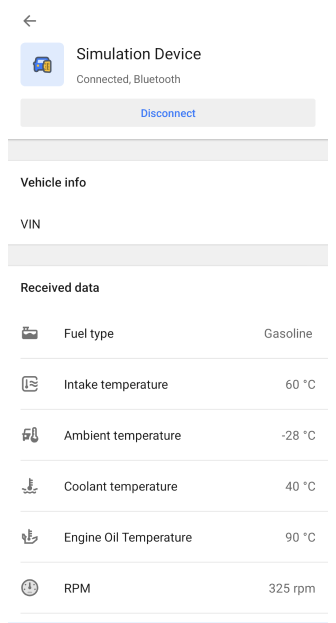 Simulation Device
Connected, Bluetooth
Disconnect
Vehicle info
VIN
Received data
Fuel type Gasoline
Intake temperature 60 °C
Ambient temperature -28 °C
Coolant temperature 40 °C
Engine Oil Temperature 90 °C
RPM 325 rpm